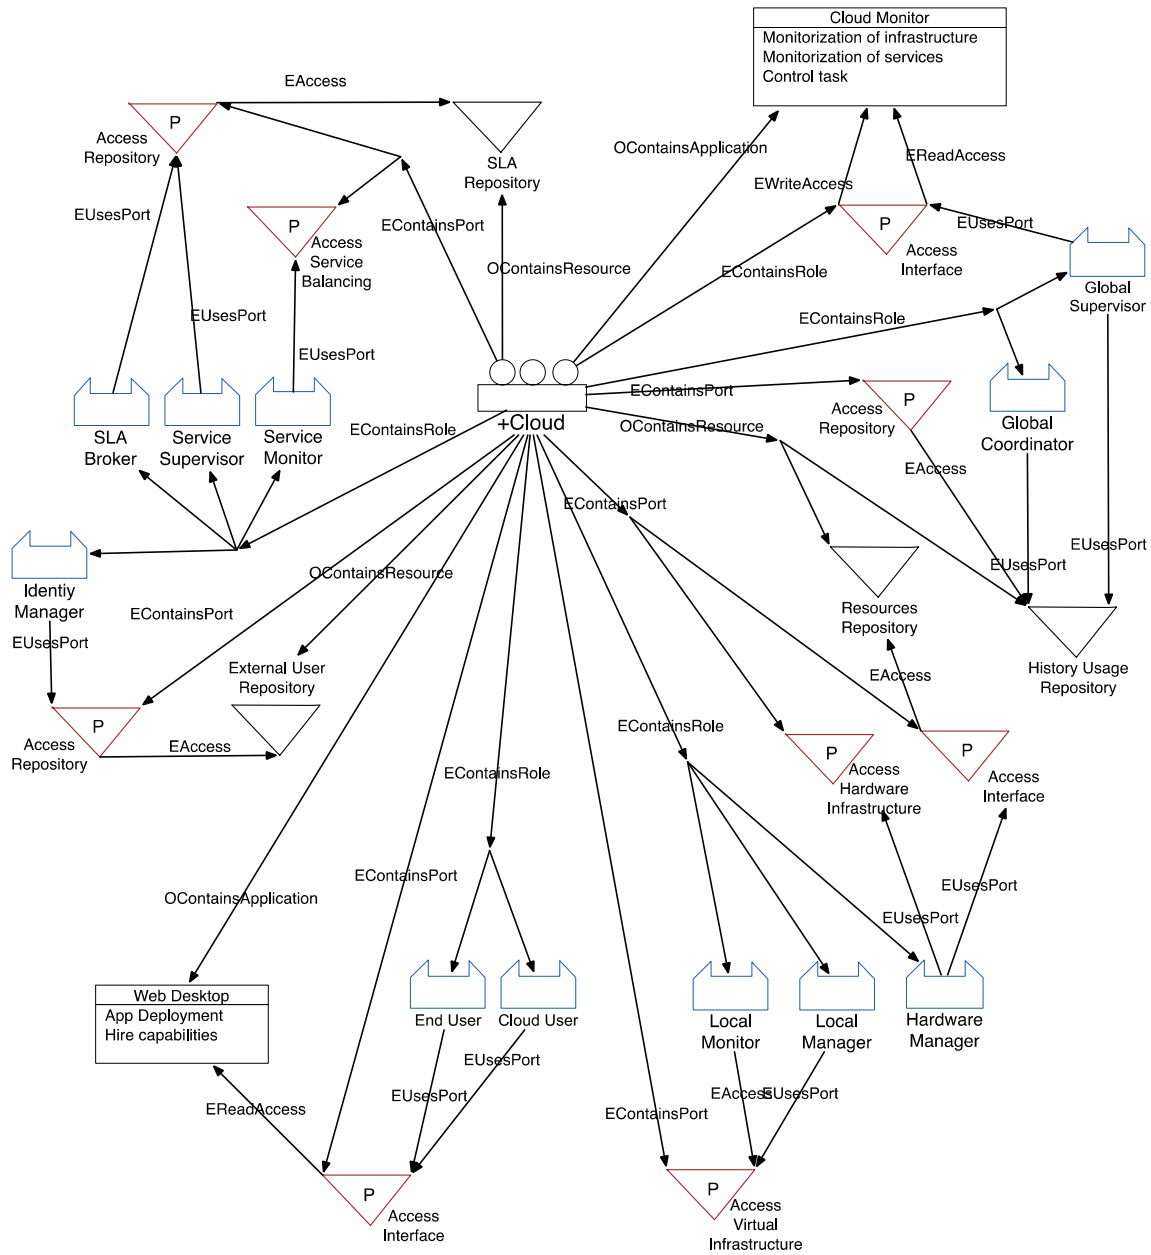 Cloud Monitor
Monitorization of infrastructure
Monitorization of services
Control task
EAccess
P
Access
Repository
SLA
Repository
OContainsApplication
EReadAccess
EWriteAccess
EUsesPort
EContainsPort
P
Access
Service
Balancing
OContainsResource
EContainsRole
P
Access
Interface
EUsesPort
Global
Supervisor
EUsesPort
EUsesPort
EContainsRole
EContainsPort
P
Access
Repository
+Cloud
OContainsResource
EContainsRole
SLA
Broker
Service
Supervisor
Service
Monitor
Global
Coordinator
EAccess
EContainsPort
EUsesPort
EUsesPort
Identiy
Manager
OContainsResource
EContainsPort
EUsesPort
Resources
Repository
History Usage
Repository
External User
Repository
EAccess
P
Access
Repository
EAccess
EContainsRole
P
Access
Hardware
Infrastructure
P
Access
Interface
EContainsRole
EContainsPort
OContainsApplication
EUsesPort
EUsesPort
Web Desktop
App Deployment
Hire capabilities
End User
Cloud User
Local
Monitor
Local
Manager
Hardware
Manager
EUsesPort
EUsesPort
EReadAccess
EContainsPort
EAccess
EUsesPort
P
Access
Interface
P
Access
Virtual
Infrastructure